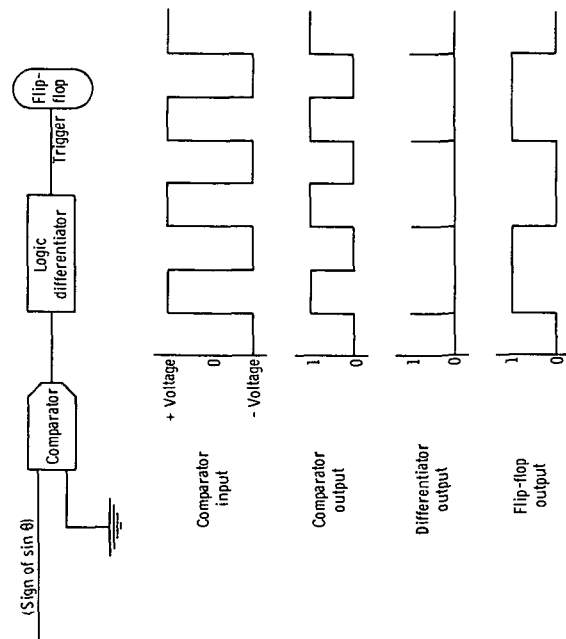 (Sign of sin θ)
Comparator
Logic
differentiator
Trigger
Flip-
flop
Comparator
input
+ Voltage
0
- Voltage
Comparator
output
1
0
Differentiator
output
1
0
Flip-flop
output
1
0